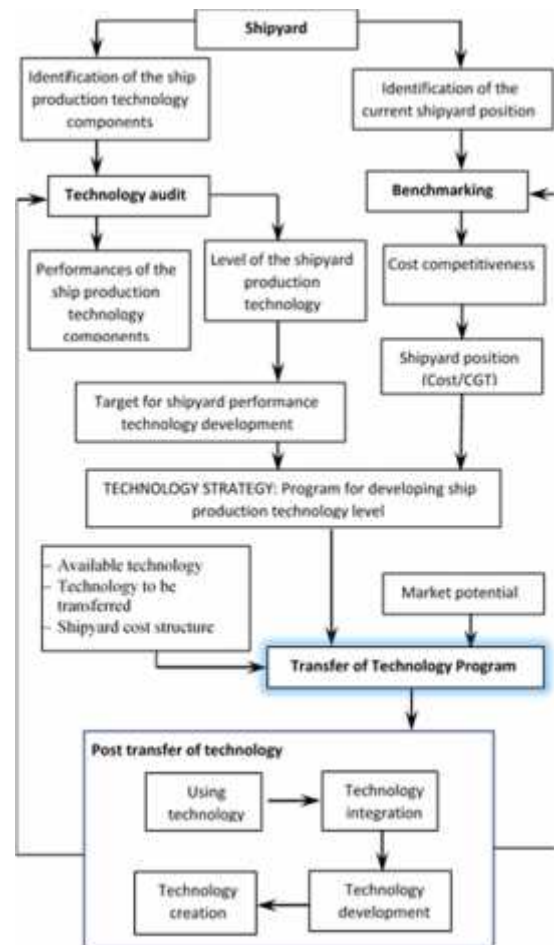 Shipyard
Identification of the ship
production technology
components
Identification of the
current shipyard position
Technology audit
Benchmarking
Performances of the
ship production
technology
components
Level of the shipyard
production
technology
Cost competitiveness
Shipyard position
(Cost/CGT)
Target for shipyard performance
technology development
TECHNOLOGY STRATEGY: Program for developing ship
production technology level
– Available technology
– Technology to be
transferred
– Shipyard cost structure
Market potential
Transfer of Technology Program
Post transfer of technology
Using
technology
Technology
integration
Technology
creation
Technology
development